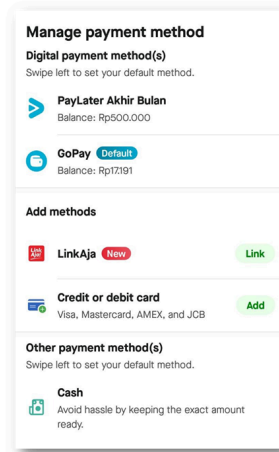 Manage payment method
Digital payment method(s)
Swipe left to set your default method.
PayLater Akhir Bulan
Balance: Rp500.000
GoPay Default
Balance: Rp17.191
Add methods
Link Aja!
LinkAja New Link
Credit or debit card
Visa, Mastercard, AMEX, and JCB
Add
Other payment method(s)
Swipe left to set your default method.
Cash
Avoid hassle by keeping the exact amount
ready.